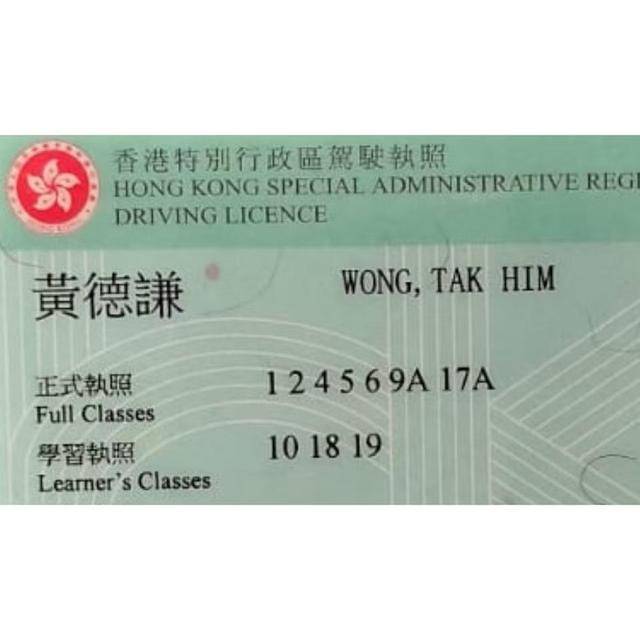 香港特別行政區駕駛執照
HONG KONG SPECIAL ADMINISTRATIVE REGI
DRIVING LICENCE
黃德謙 WONG, TAK HIM
正式執照 1 2 4 5 6 9A 17A
Full Classes
學習執照 10 18 19
Learner's Classes